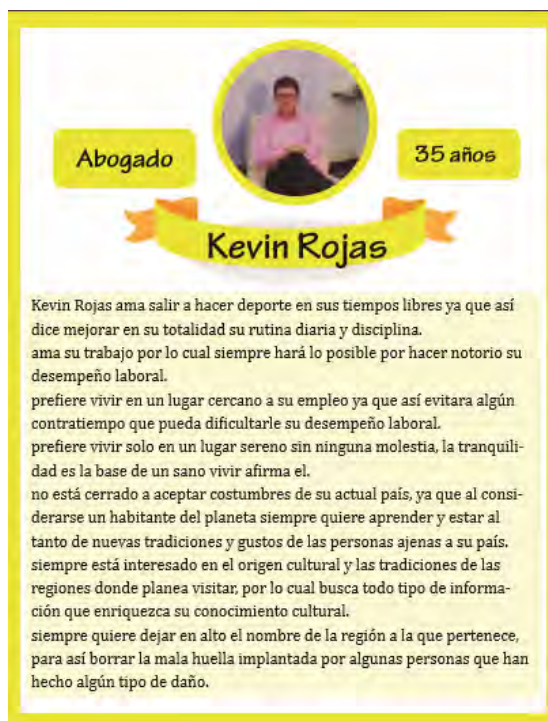 Abogado
35 años
Kevin Rojas
Kevin Rojas ama salir a hacer deporte en sus tiempos libres ya que así
dice mejorar en su totalidad su rutina diaria y disciplina.
ama su trabajo por lo cual siempre hará lo posible por hacer notorio su
desempeño laboral.
prefiere vivir en un lugar cercano a su empleo ya que así evitara algún
contratiempo que pueda dificultarle su desempeño laboral.
prefiere vivir solo en un lugar sereno sin ninguna molestia, la tranquili-
dad es la base de un sano vivir afirma el.
no está cerrado a aceptar costumbres de su actual país, ya que al consi-
derarse un habitante del planeta siempre quiere aprender y estar al
tanto de nuevas tradiciones y gustos de las personas ajenas a su país.
siempre está interesado en el origen cultural y las tradiciones de las
regiones donde planea visitar, por lo cual busca todo tipo de informa-
ción que enriquezca su conocimiento cultural.
siempre quiere dejar en alto el nombre de la región a la que pertenece,
para así borrar la mala huella implantada por algunas personas que han
hecho algún tipo de daño.